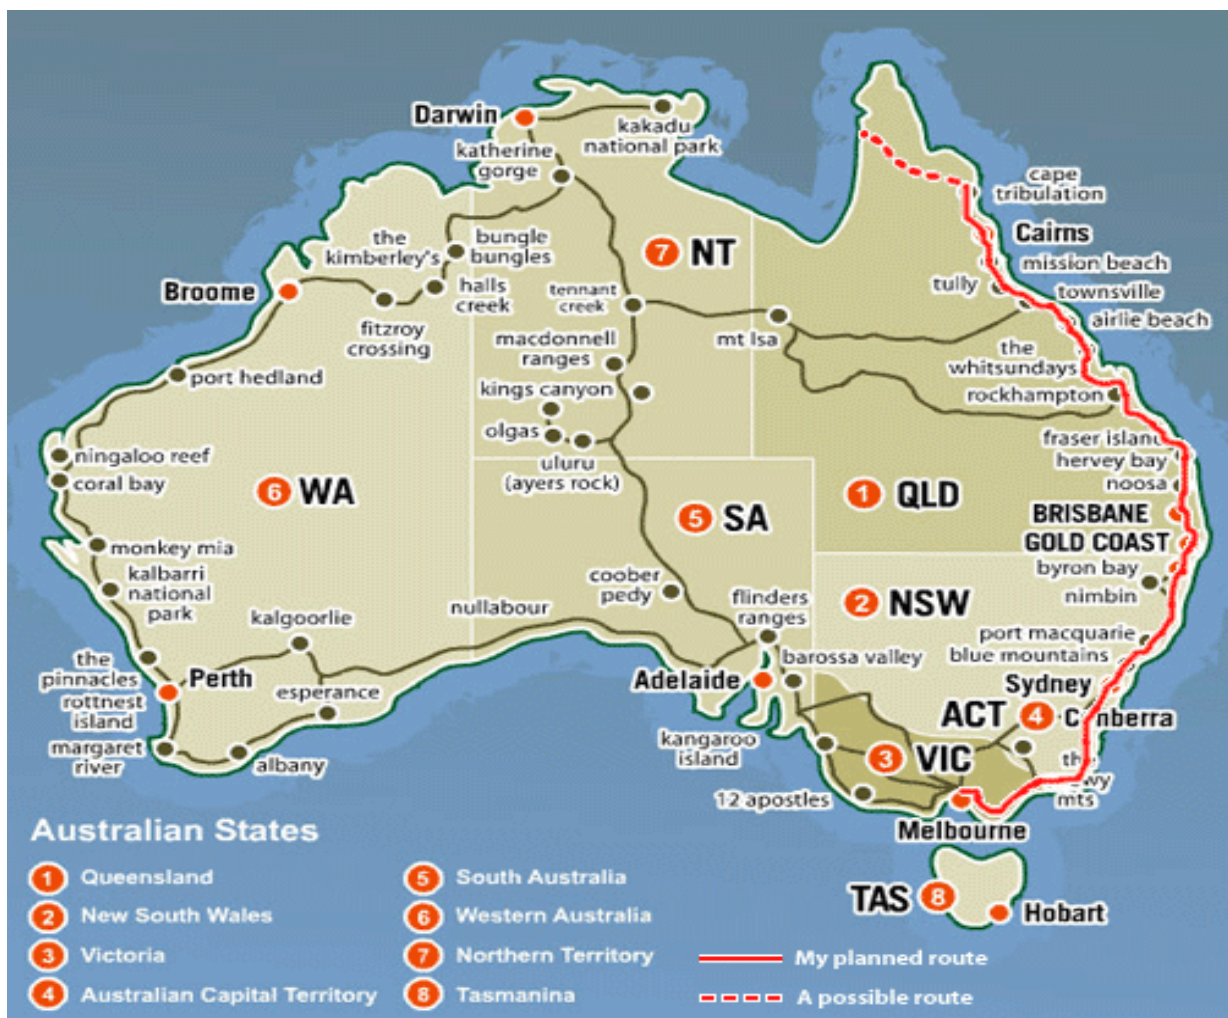 Darwin
kakadu
national park
katherine
gorge
cape
tribulation
the
kimberley's
bungle
bungles
7 NT
Cairns
mission beach
Broome
halls
creek
tennant
creek
tully
townsville
airlie beach
fitzroy
crossing
macdonnell
ranges
mt Isa
the
whitsundays
port hedland
kings canyon
rockhampton
olgas
fraser islan
hervey bay
ningaloo reef
coral bay
uluru
(ayers rock)
noosa
6 WA
5 SA
1 QLD
BRISBANE
GOLD COAST
monkey mia
kalbarri
national
park
coober
pedy
flinders
ranges
byron bay
nimbin
2 NSW
kalgoorlie
nullabour
port macquarie
blue mountains
the
pinnacles
rottnest
island
Perth
esperance
Adelaide
barossa valley
Sydney
ACT 4 C nberra
margaret
river
albany
kangaroo
island
3 VIC
the
wy
mts
12 apostles
Melbourne
TAS 8
Hobart
Australian States
1 Queensland
2 New South Wales
3 Victoria
4 Australian Capital Territory
5 South Australia
6 Western Australia
7 Northern Territory
8 Tasmanina
My planned route
A possible route